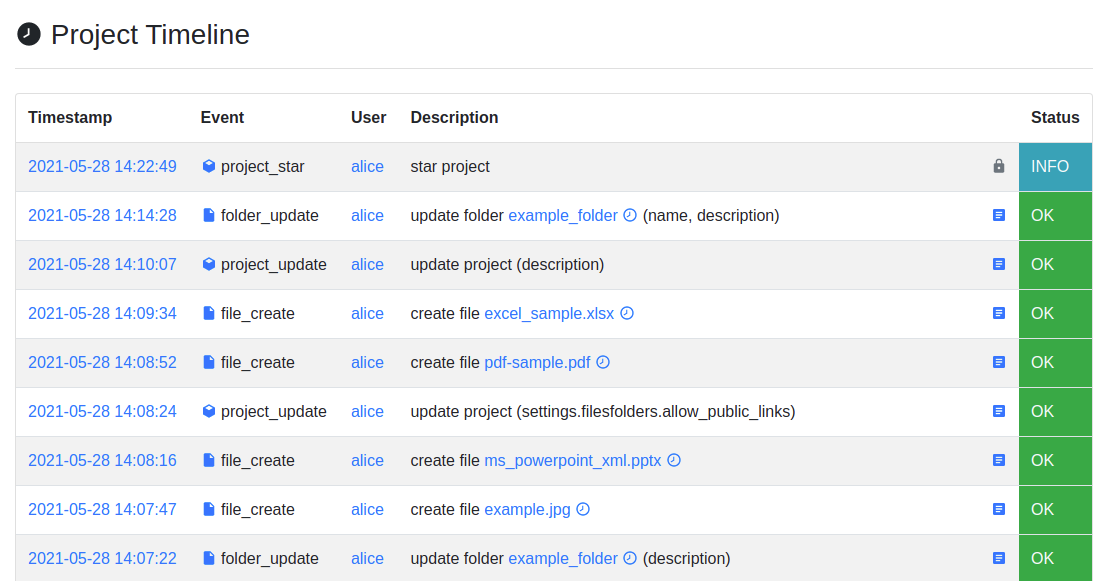 Project Timeline
Timestamp Event User Description Status
2021-05-28 14:22:49 project_star alice star project INFO
2021-05-28 14:14:28 folder_update alice update folder example_folder (name, description) OK
2021-05-28 14:10:07 project_update alice update project (description) OK
2021-05-28 14:09:34 file_create alice create file excel_sample.xlsx OK
2021-05-28 14:08:52 file_create alice create file pdf-sample.pdf OK
2021-05-28 14:08:24 project_update alice update project (settings.filesfolders.allow_public_links) OK
2021-05-28 14:08:16 file_create alice create file ms_powerpoint_xml.pptx OK
2021-05-28 14:07:47 file_create alice create file example.jpg OK
2021-05-28 14:07:22 folder_update alice update folder example_folder (description) OK